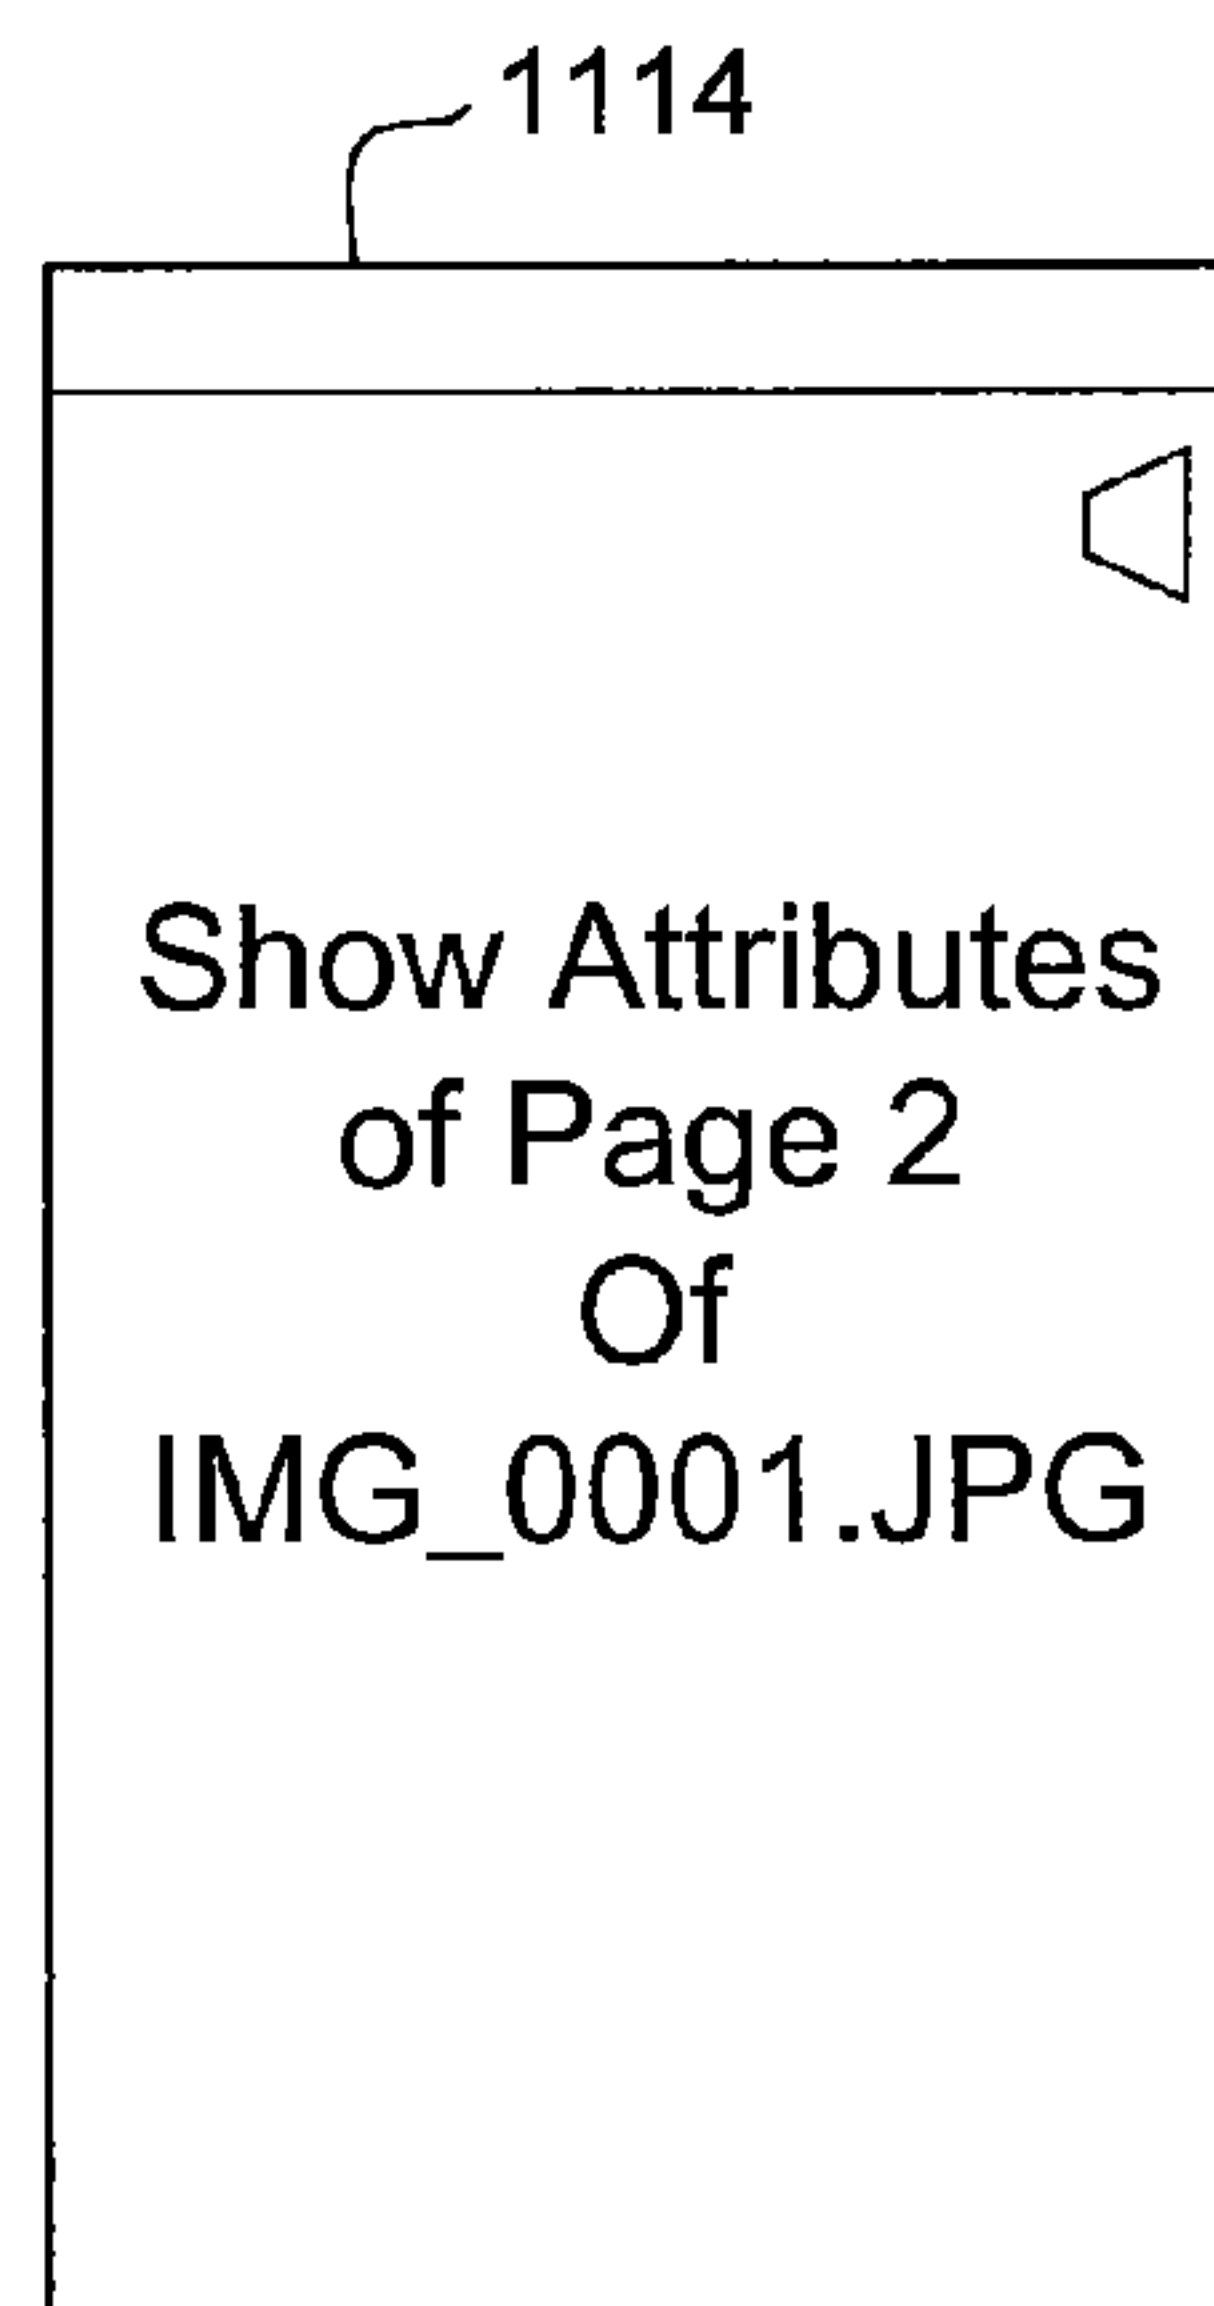 1114
Show Attributes
of Page 2
Of
IMG_0001.JPG